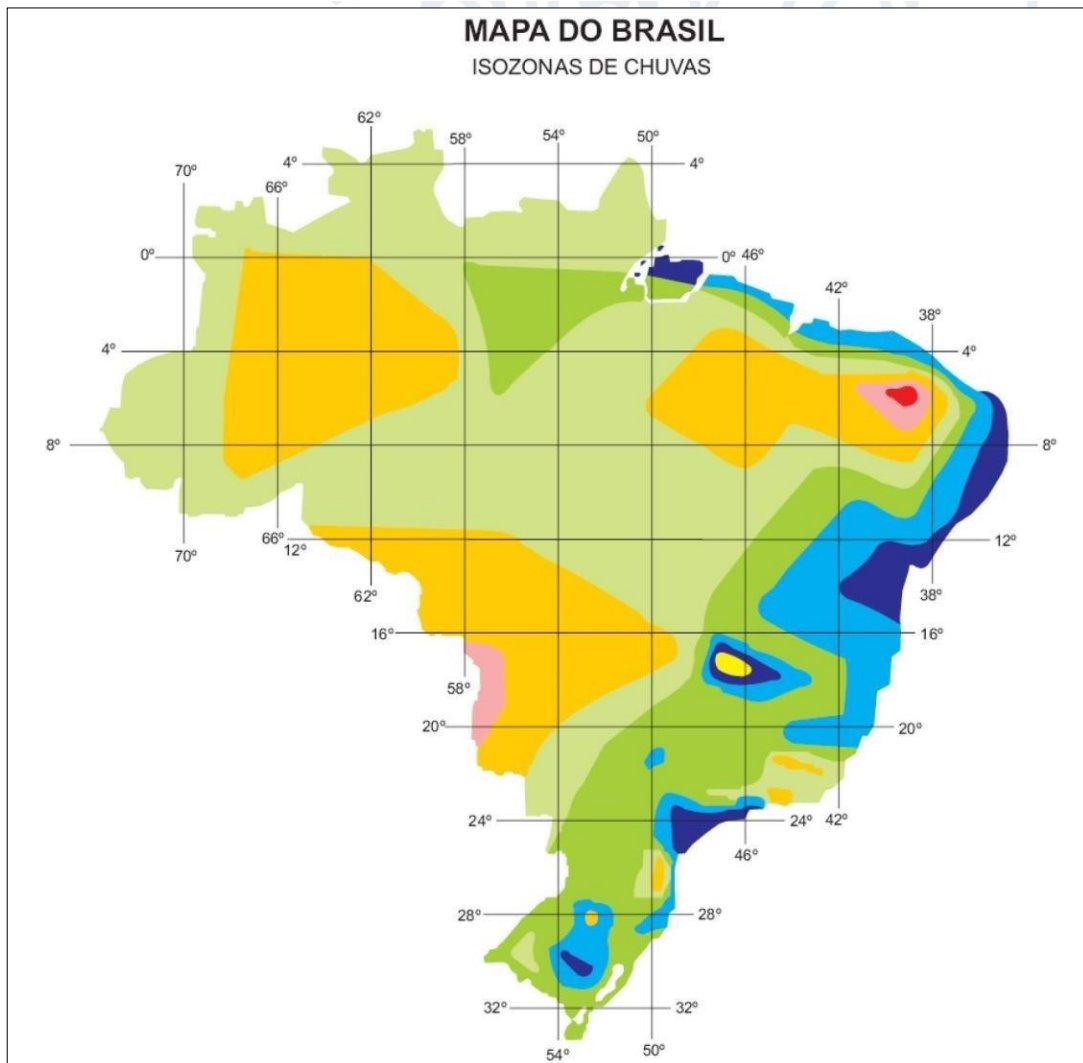 MAPA DO BRASIL
ISOZONAS DE CHUVAS
62º
58º 54º 50º
70º 4º 4º
66º
0º 0º 46º
42º
38º
4º 4º
8º 8º
70º 66º 12º 12º
62º 38º
16º 16º
58º
20º 20º
24º 24º 42º
46º
28º 28º
32º 32º
54º 50º